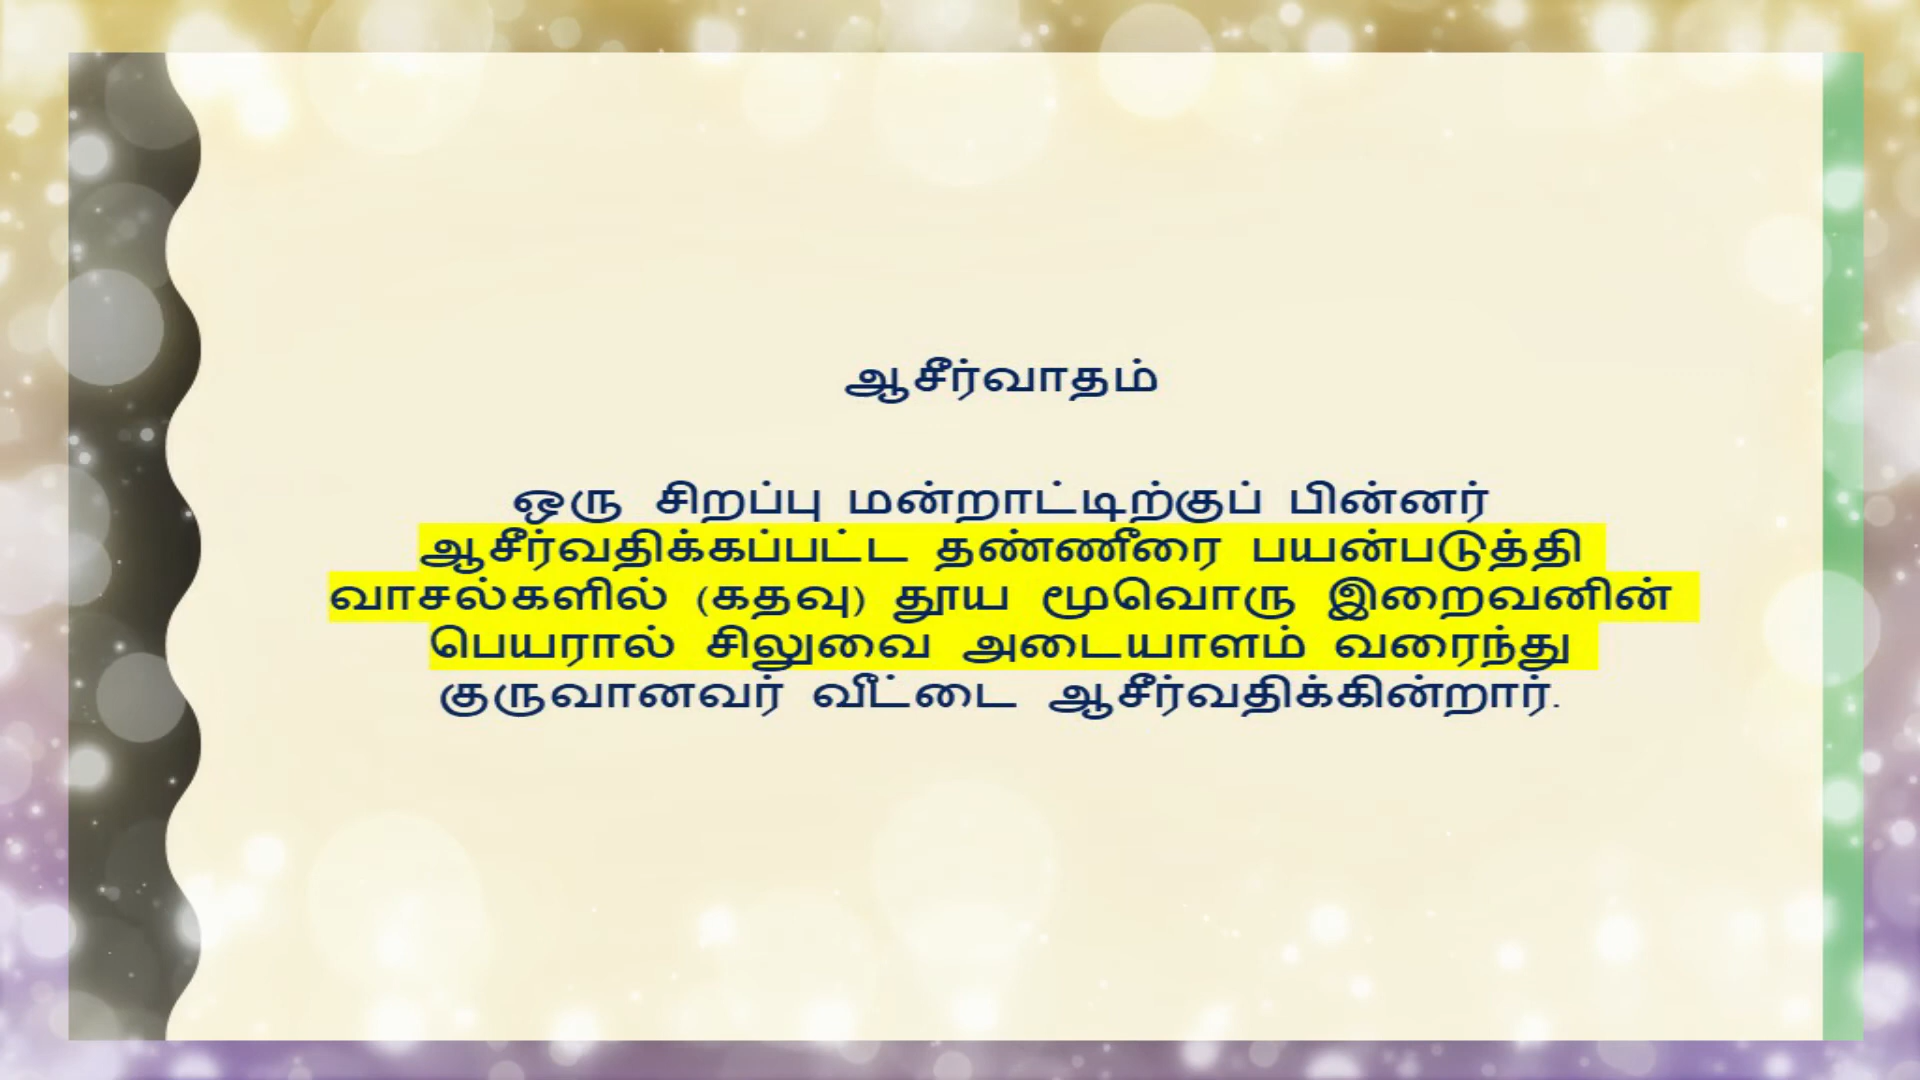 ஆசீர்வாதம்
ஒரு சிறப்பு மன்றாட்டிற்குப் பின்னர்
ஆசீர்வதிக்கப்பட்ட தண்ணீரை பயன்படுத்தி
வாசல்களில் (கதவு) தூய மூவொரு இறைவனின்
பெயரால் சிலுவை அடையாளம் வரைந்து
குருவானவர் வீட்டை ஆசீர்வதிக்கின்றார்.